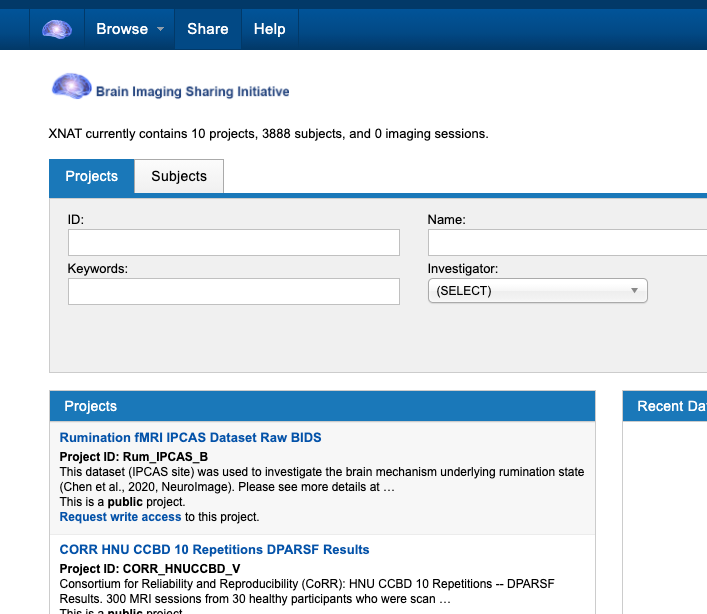 Browse Share Help
Brain Imaging Sharing Initiative
XNAT currently contains 10 projects, 3888 subjects, and 0 imaging sessions.
Projects Subjects
ID: Name:
Keywords: Investigator:
(SELECT)
Projects Recent Da
Rumination fMRI IPCAS Dataset Raw BIDS
Project ID: Rum_IPCAS_B
This dataset (IPCAS site) was used to investigate the brain mechanism underlying rumination state
(Chen et al., 2020, NeuroImage). Please see more details at …
This is a public project.
Request write access to this project.
CORR HNU CCBD 10 Repetitions DPARSF Results
Project ID: CORR_HNUCCBD_V
Consortium for Reliability and Reproducibility (CoRR): HNU CCBD 10 Repetitions -- DPARSF
Results. 300 MRI sessions from 30 healthy participants who were scan …
This is a public project.